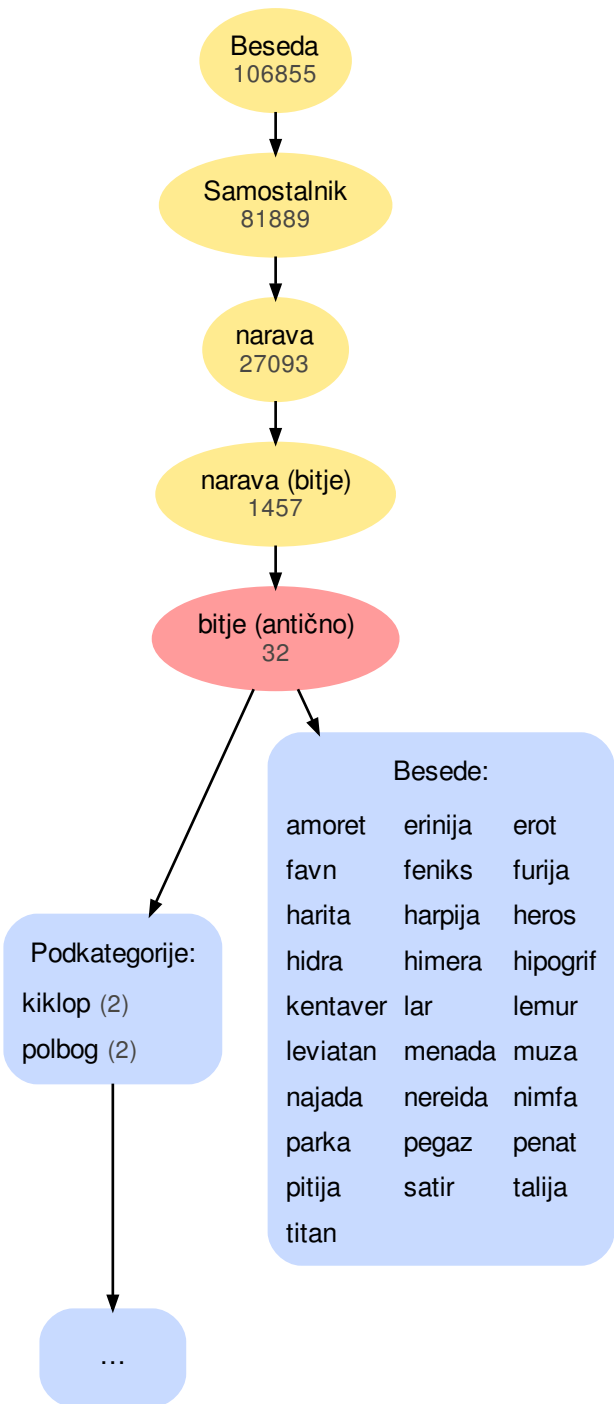 Beseda
106855
Samostalnik
81889
narava
27093
narava (bitje)
1457
bitje (antično)
32
Besede:
amoret erinija erot
favn feniks furija
harita harpija heros
hidra himera hipogrif
kentaver lar lemur
leviatan menada muza
najada nereida nimfa
parka pegaz penat
pitija satir talija
titan
Podkategorije:
kiklop (2)
polbog (2)
...